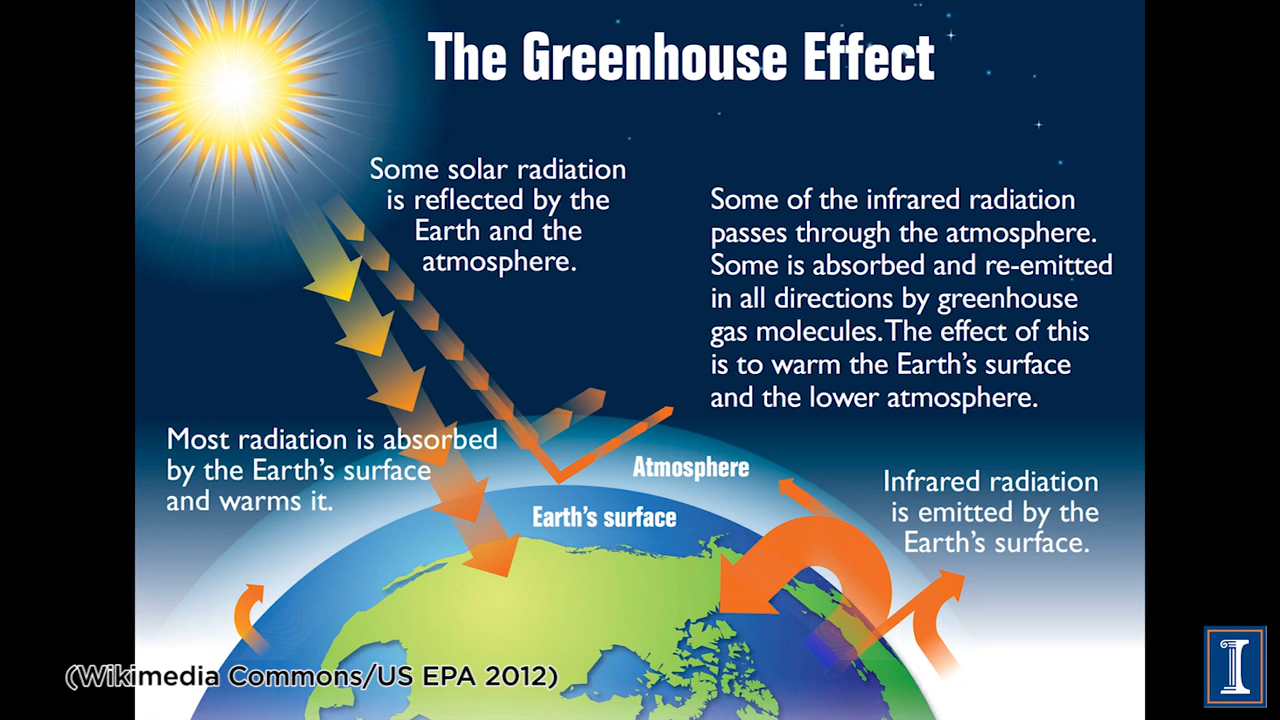 The Greenhouse Effect
Some solar radiation
is reflected by the
Earth and the
atmosphere.
Some of the infrared radiation
passes through the atmosphere.
Some is absorbed and re-emitted
in all directions by greenhouse
gas molecules. The effect of this
is to warm the Earth's surface
and the lower atmosphere.
Most radiation is absorbed
by the Earth's surface
and warms it.
Atmosphere
Earth's surface
Infrared radiation
is emitted by the
Earth's surface.
(Wikimedia Commons/US EPA 2012)
I